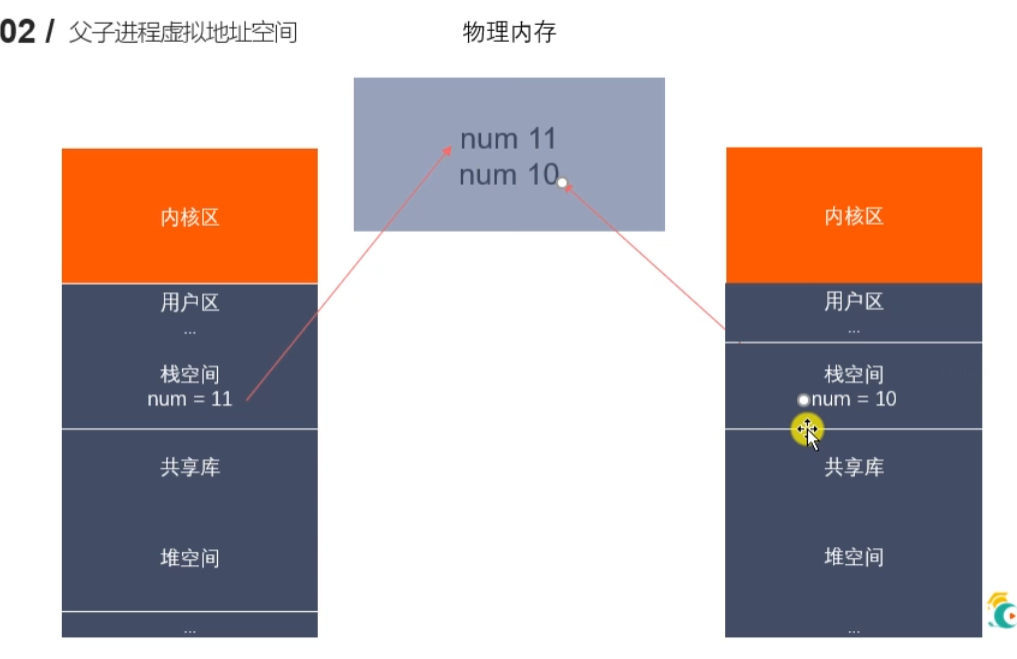 02 / 父子进程虚拟地址空间
物理内存
num 11
num 10
内核区
用户区
...
栈空间
num = 11
共享库
堆空间
...
内核区
用户区
...
栈空间
num = 10
共享库
堆空间
...